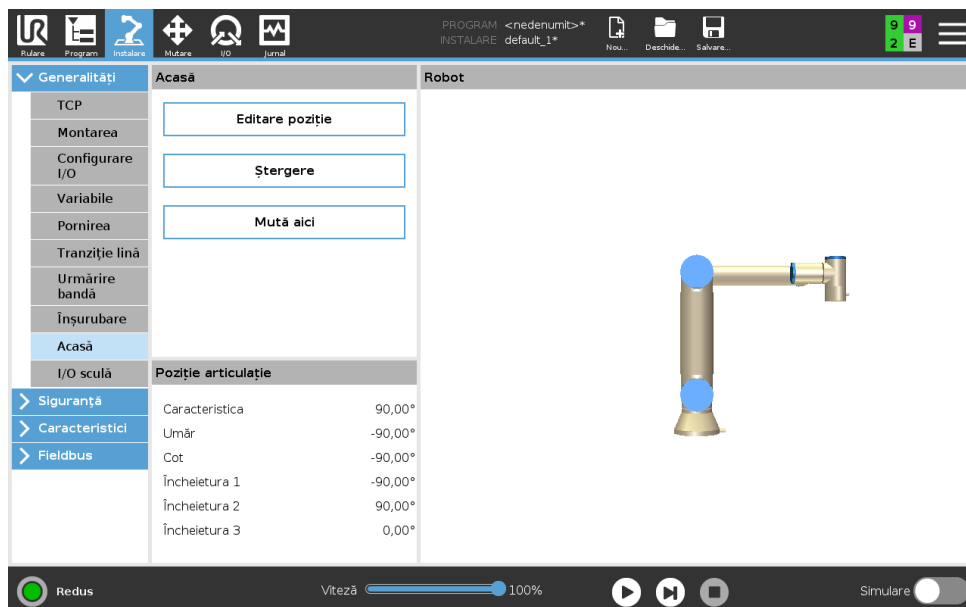 PROGRAM <nedenumit>*
INSTALARE default_1*
Rulare Program Instalare Mutare I/O Jurnal Nou... Deschide... Salvare...
9 9
2 E
Generalități
TCP
Montarea
Configurare
I/O
Variabile
Pornirea
Tranziție lină
Urmărire
bandă
Înșurubare
Acasă
I/O sculă
Siguranță
Caracteristici
Fieldbus
Acasă
Editare poziție
Ștergere
Mută aici
Poziție articulație
Caracteristica 90,00°
Umăr -90,00°
Cot -90,00°
Încheietura 1 -90,00°
Încheietura 2 90,00°
Încheietura 3 0,00°
Robot
Redus
Viteză 100%
Simulare